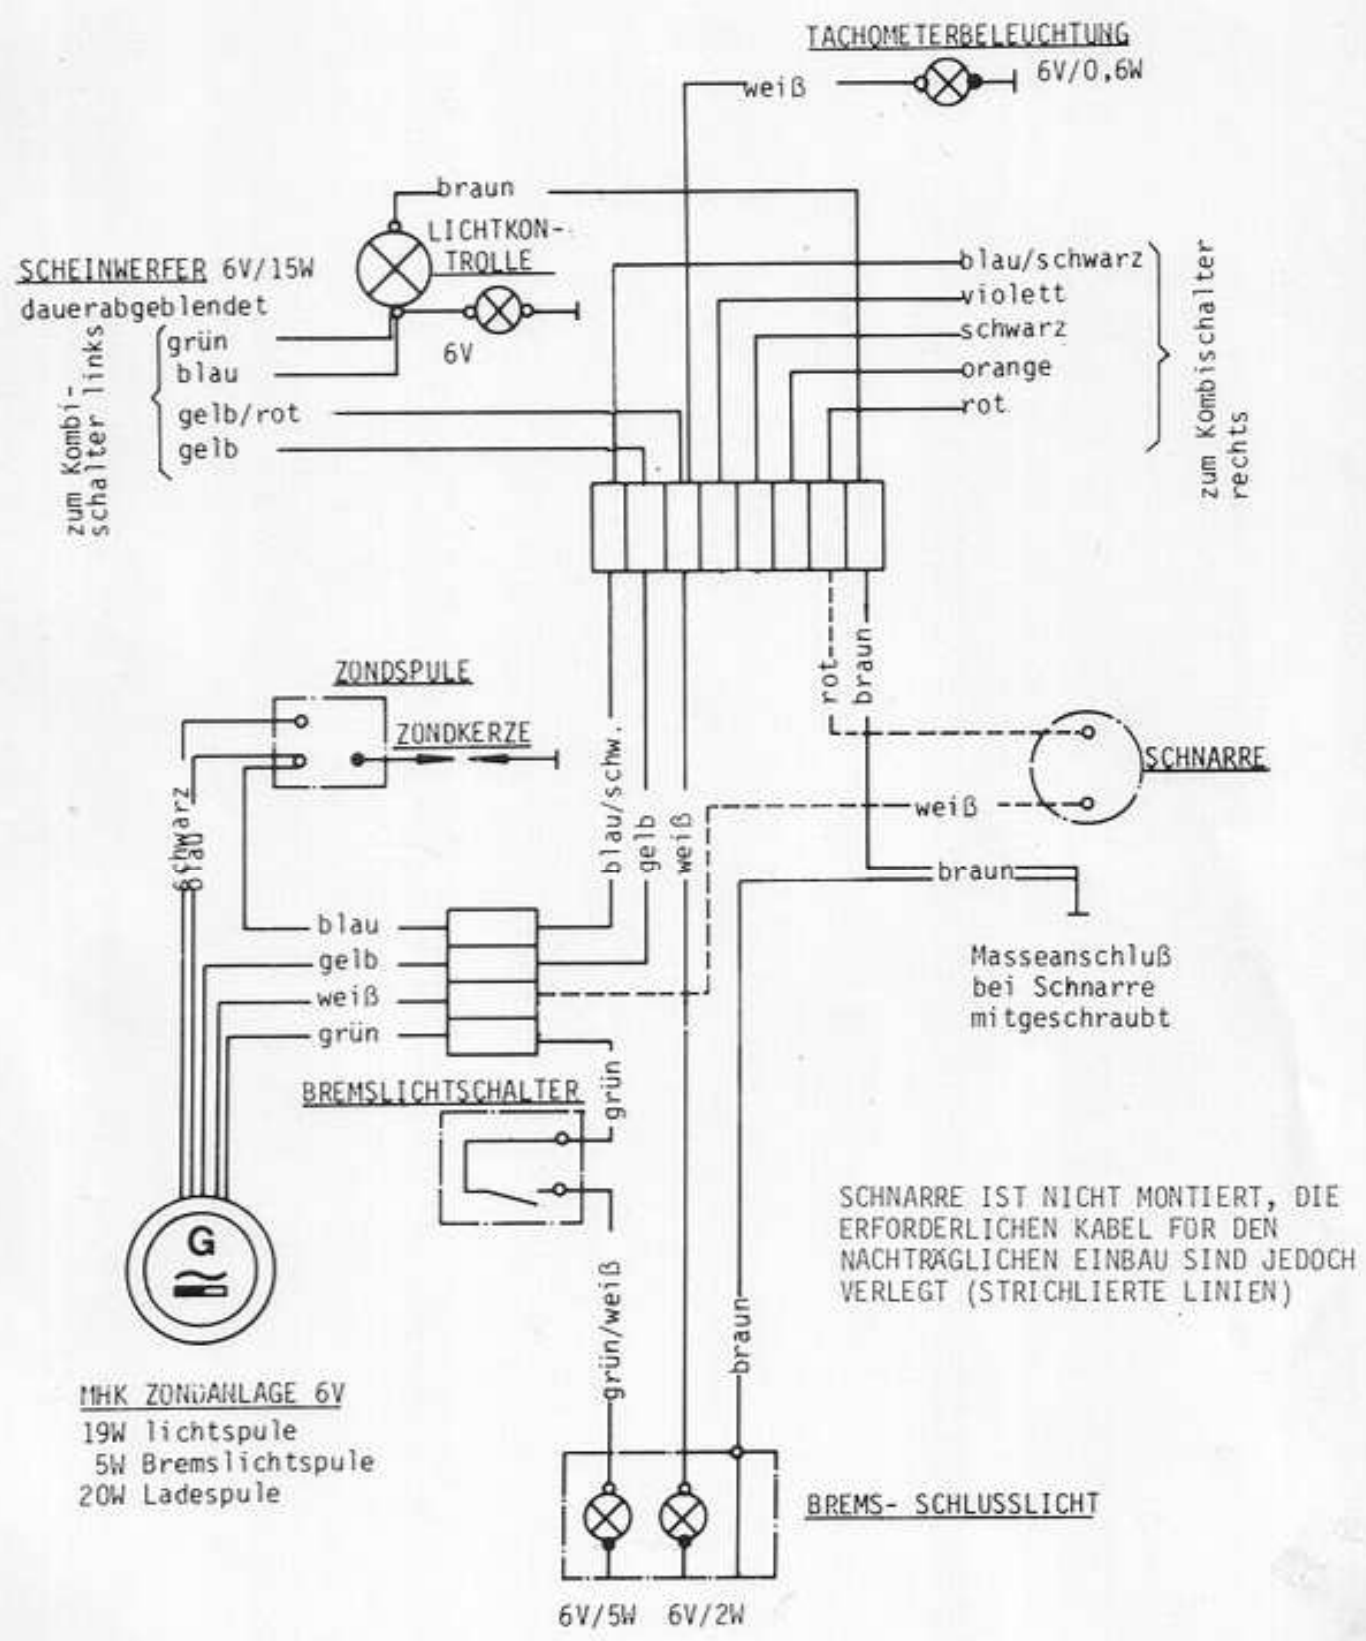 TACHOMETERBELEUCHTUNG
6V/0,6W
weiß
braun
LICHTKON-
TROLLE
SCHEINWERFER 6V/15W
dauerabgeblendet
6V
grün
blau
gelb/rot
gelb
zum Kombi-
schalter links
blau/schwarz
violett
schwarz
orange
rot
zum Kombischalter
rechts
ZÜNDSPULE
ZÜNDKERZE
schwarz
blau
blau/schw.
gelb
weiß
rot
braun
SCHNARRE
weiß
braun
Masseanschluß
bei Schnarre
mitgeschraubt
blau
gelb
weiß
grün
BREMSLICHTSCHALTER
grün
grün/weiß
braun
SCHNARRE IST NICHT MONTIERT, DIE
ERFORDERLICHEN KABEL FÜR DEN
NACHTRÄGLICHEN EINBAU SIND JEDOCH
VERLEGT (STRICHLIERTE LINIEN)
G
MHK ZÜNDANLAGE 6V
19W lichtspule
5W Bremslichtspule
20W Ladespule
BREMS- SCHLUSSLICHT
6V/5W 6V/2W